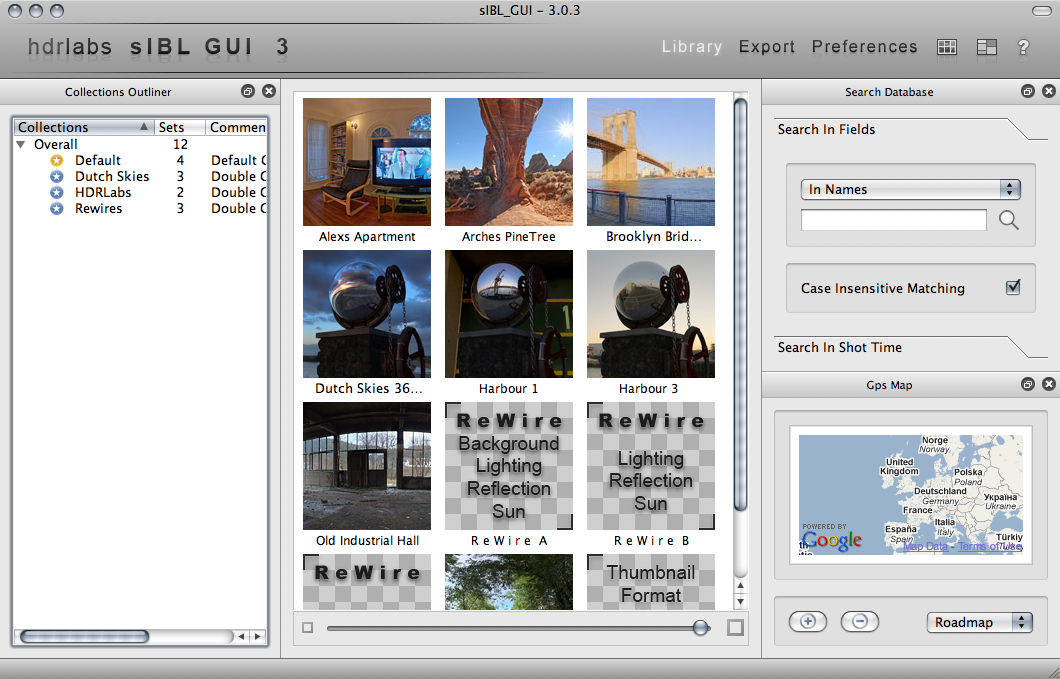 sIBL_GUI - 3.0.3
hdrlabs sIBL GUI 3
Library Export Preferences ?
Collections Outliner
Collections Sets Commen
Overall 12
Default 4 Default C
Dutch Skies 3 Double C
HDRLabs 2 Double C
Rewires 3 Double C
Alexs Apartment Arches PineTree Brooklyn Brid...
Dutch Skies 36... Harbour 1 Harbour 3
ReWire
Background
Lighting
Reflection
Sun
ReWire
Lighting
Reflection
Sun
Old Industrial Hall R e W i r e A R e W i r e B
ReWire
Thumbnail
Format
Search Database
Search In Fields
In Names
Case Insensitive Matching
Search In Shot Time
Gps Map
Norge
Norway
United
Kingdom
Polska
Poland
Deutschland
Germany
Україна
Ukraine
France
Italia
Italy
España
Spain
Türkiy
Turke
POWERED BY
Google
Map Data - Terms of Use
Roadmap